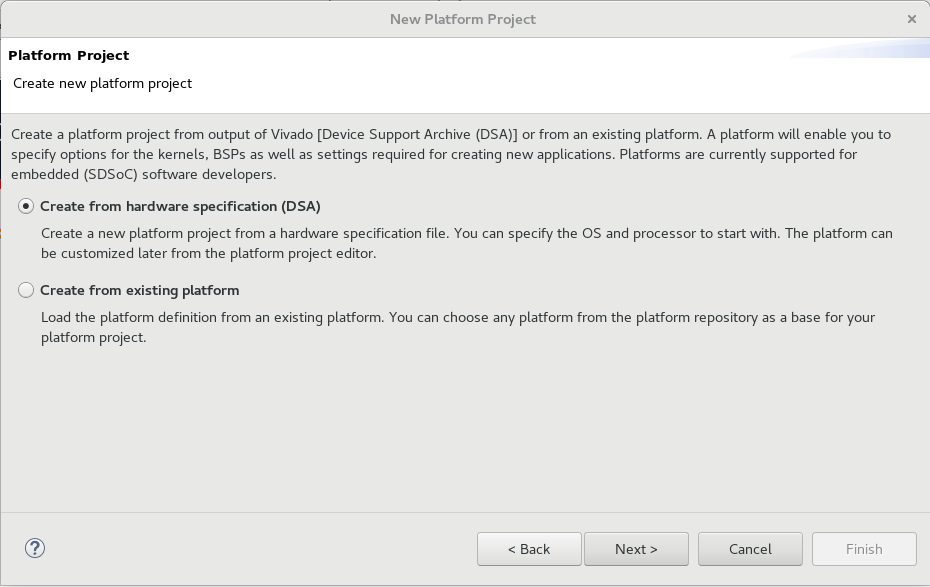 New Platform Project
×
Platform Project
Create new platform project
Create a platform project from output of Vivado [Device Support Archive (DSA)] or from an existing platform. A platform will enable you to
specify options for the kernels, BSPs as well as settings required for creating new applications. Platforms are currently supported for
embedded (SDSoC) software developers.
Create from hardware specification (DSA)
Create a new platform project from a hardware specification file. You can specify the OS and processor to start with. The platform can
be customized later from the platform project editor.
Create from existing platform
Load the platform definition from an existing platform. You can choose any platform from the platform repository as a base for your
platform project.
?
< Back
Next >
Cancel
Finish